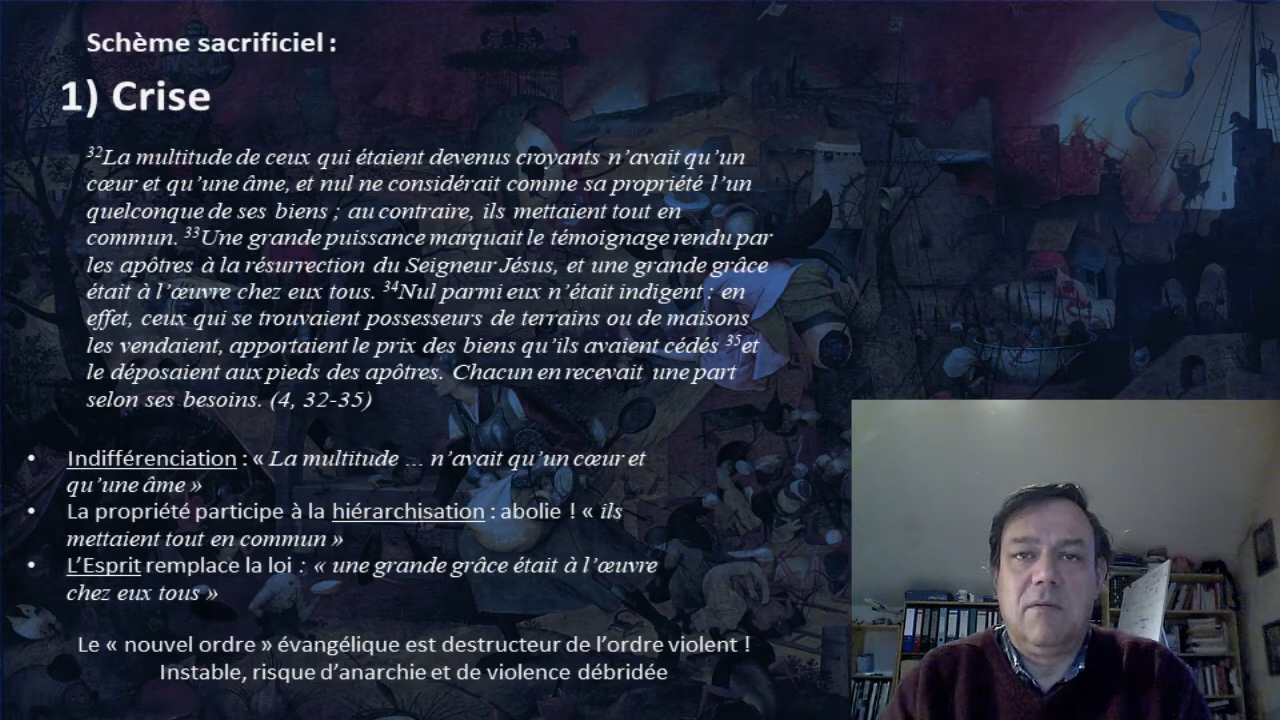 Schème sacrificiel :
1) Crise
³²La multitude de ceux qui étaient devenus croyants n’avait qu’un
cœur et qu’une âme, et nul ne considérait comme sa propriété l’un
quelconque de ses biens ; au contraire, ils mettaient tout en
commun. ³³Une grande puissance marquait le témoignage rendu par
les apôtres à la résurrection du Seigneur Jésus, et une grande grâce
était à l’œuvre chez eux tous. ³⁴Nul parmi eux n’était indigent : en
effet, ceux qui se trouvaient possesseurs de terrains ou de maisons
les vendaient, apportaient le prix des biens qu’ils avaient cédés ³⁵et
le déposaient aux pieds des apôtres. Chacun en recevait une part
selon ses besoins. (4, 32-35)
• Indifférenciation : « La multitude … n’avait qu’un cœur et
qu’une âme »
• La propriété participe à la hiérarchisation : abolie ! « ils
mettaient tout en commun »
• L’Esprit remplace la loi : « une grande grâce était à l’œuvre
chez eux tous »
Le « nouvel ordre » évangélique est destructeur de l’ordre violent !
Instable, risque d’anarchie et de violence débridée